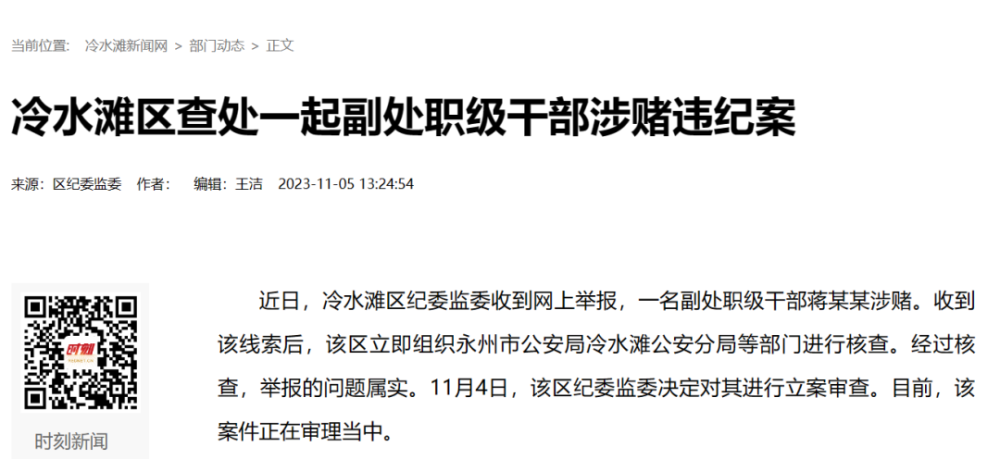 当前位置: 冷水滩新闻网 > 部门动态 > 正文
冷水滩区查处一起副处职级干部涉赌违纪案
来源：区纪委监委 作者： 编辑：王洁 2023-11-05 13:24:54
近日，冷水滩区纪委监委收到网上举报，一名副处职级干部蒋某某涉赌。收到
该线索后，该区立即组织永州市公安局冷水滩公安分局等部门进行核查。经过核
查，举报的问题属实。11月4日，该区纪委监委决定对其进行立案审查。目前，该
案件正在审理当中。
时刻
时刻新闻